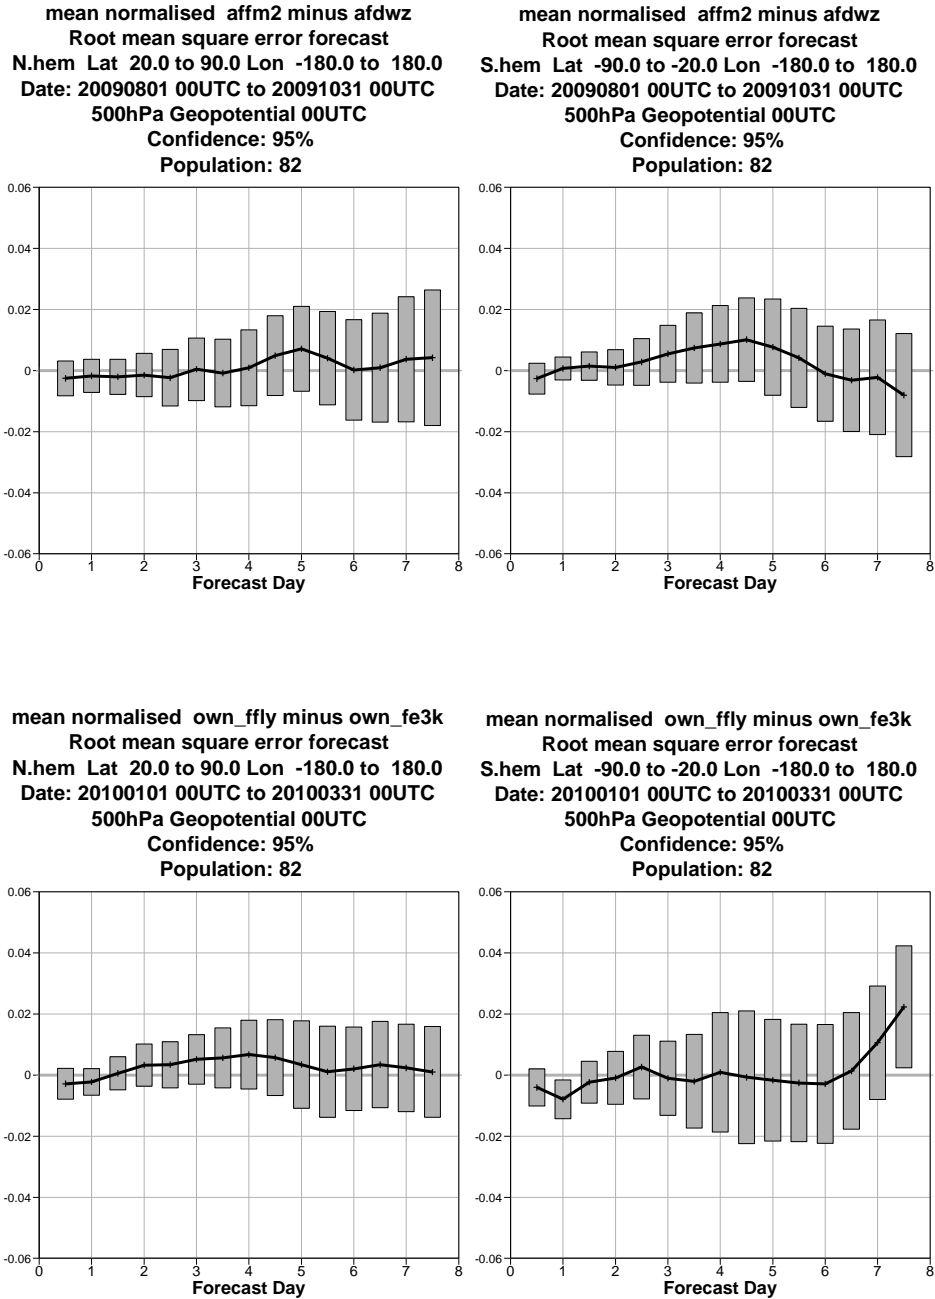 mean normalised affm2 minus afdwz
Root mean square error forecast
N.hem Lat 20.0 to 90.0 Lon -180.0 to 180.0
Date: 20090801 00UTC to 20091031 00UTC
500hPa Geopotential 00UTC
Confidence: 95%
Population: 82
0.06
0.04
0.02
0
-0.02
-0.04
-0.06
0 1 2 3 4 5 6 7 8
Forecast Day
mean normalised affm2 minus afdwz
Root mean square error forecast
S.hem Lat -90.0 to -20.0 Lon -180.0 to 180.0
Date: 20090801 00UTC to 20091031 00UTC
500hPa Geopotential 00UTC
Confidence: 95%
Population: 82
0.06
0.04
0.02
0
-0.02
-0.04
-0.06
0 1 2 3 4 5 6 7 8
Forecast Day
mean normalised own_ffly minus own_fe3k
Root mean square error forecast
N.hem Lat 20.0 to 90.0 Lon -180.0 to 180.0
Date: 20100101 00UTC to 20100331 00UTC
500hPa Geopotential 00UTC
Confidence: 95%
Population: 82
0.06
0.04
0.02
0
-0.02
-0.04
-0.06
0 1 2 3 4 5 6 7 8
Forecast Day
mean normalised own_ffly minus own_fe3k
Root mean square error forecast
S.hem Lat -90.0 to -20.0 Lon -180.0 to 180.0
Date: 20100101 00UTC to 20100331 00UTC
500hPa Geopotential 00UTC
Confidence: 95%
Population: 82
0.06
0.04
0.02
0
-0.02
-0.04
-0.06
0 1 2 3 4 5 6 7 8
Forecast Day